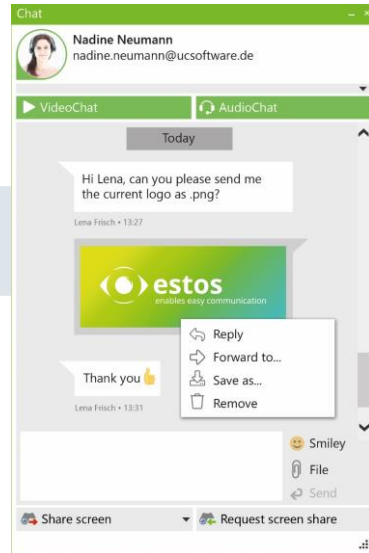 Chat
Nadine Neumann
nadine.neumann@ucsoftware.de
VideoChat
AudioChat
Today
Hi Lena, can you please send me
the current logo as .png?
Lena Frisch • 13:27
estos
enables easy communication
Reply
Forward to...
Save as...
Remove
Thank you
Lena Frisch • 13:31
Smiley
File
Send
Share screen
Request screen share